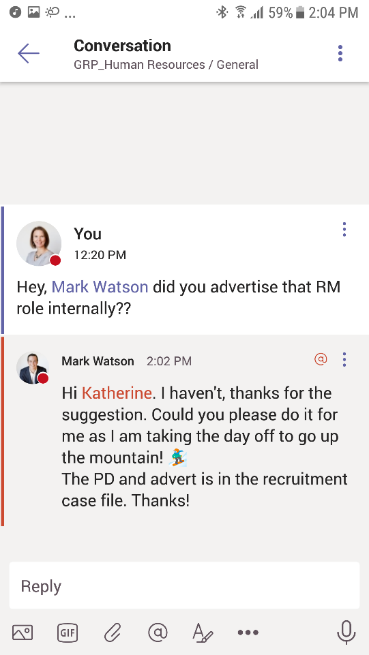 ... 59% 2:04 PM
Conversation
GRP_Human Resources / General
You
12:20 PM
Hey, Mark Watson did you advertise that RM
role internally??
Mark Watson 2:02 PM @
Hi Katherine. I haven't, thanks for the
suggestion. Could you please do it for
me as I am taking the day off to go up
the mountain! 🏂
The PD and advert is in the recruitment
case file. Thanks!
Reply
GIF @ A